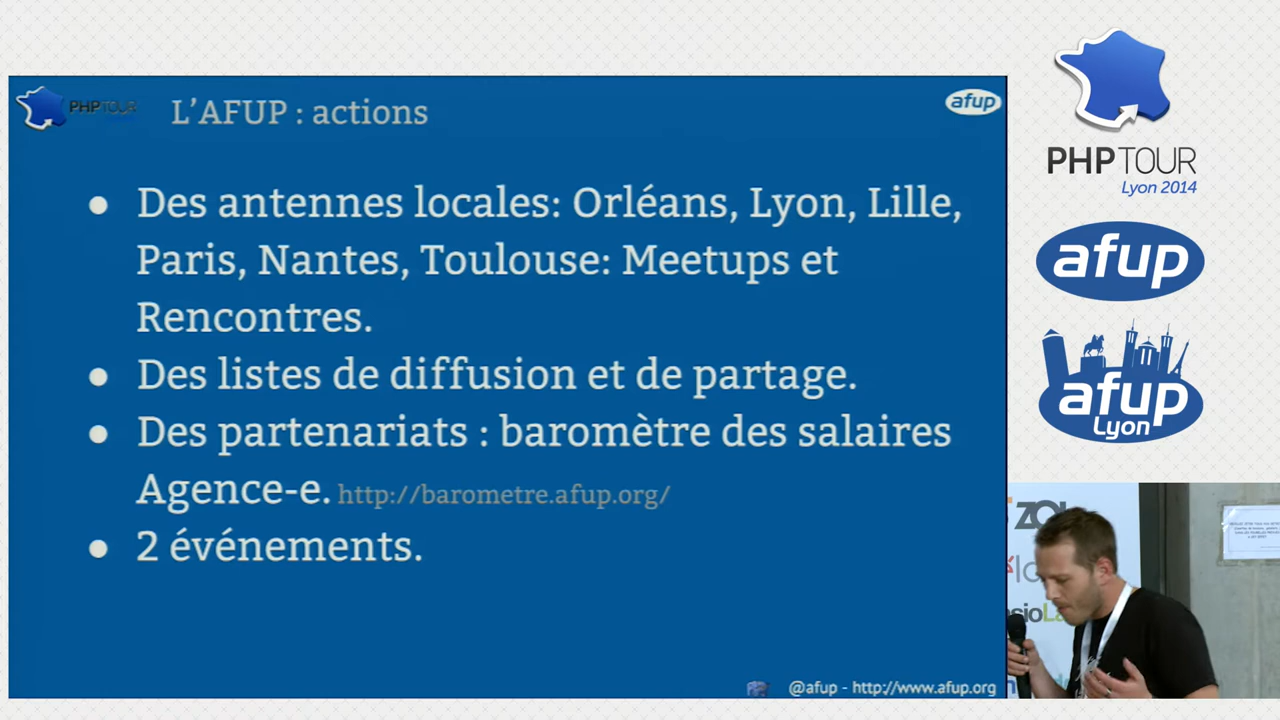 PHPTOUR
L'AFUP : actions
afup
● Des antennes locales: Orléans, Lyon, Lille,
Paris, Nantes, Toulouse: Meetups et
Rencontres.
● Des listes de diffusion et de partage.
● Des partenariats : baromètre des salaires
Agence-e. http://barometre.afup.org/
● 2 événements.
@afup - http://www.afup.org
PHPTOUR
Lyon 2014
afup
afup
Lyon